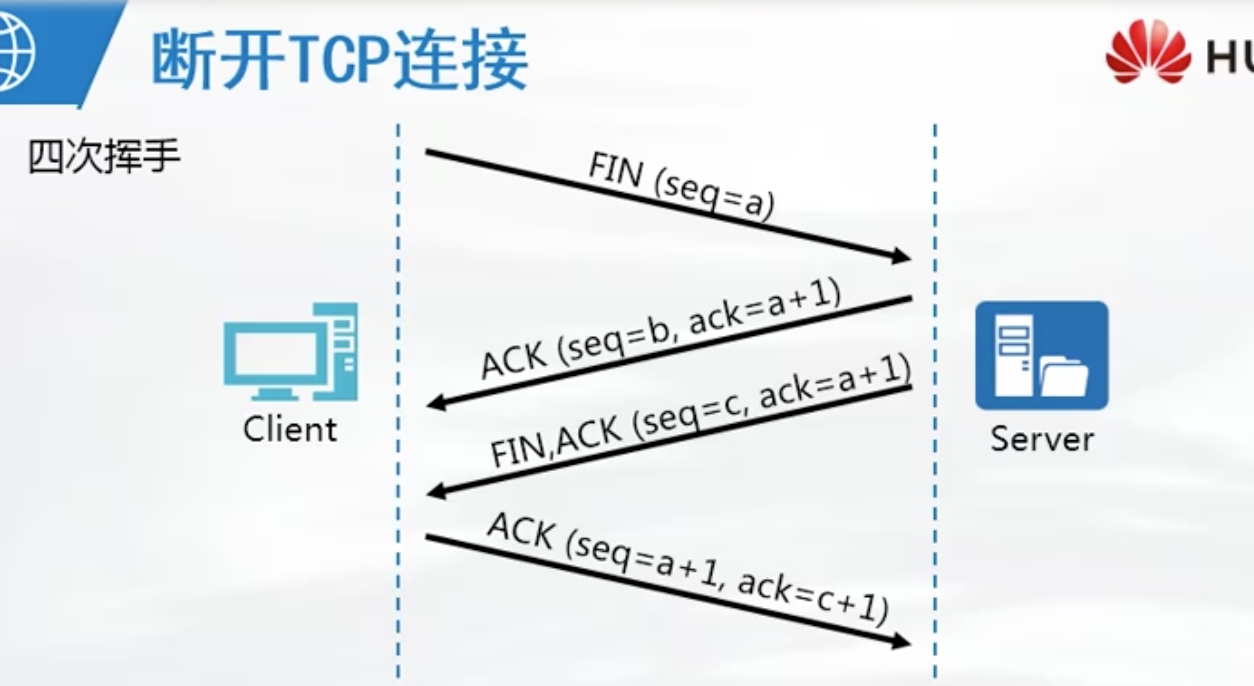 断开TCP连接
HU
四次挥手
FIN (seq=a)
ACK (seq=b, ack=a+1)
FIN,ACK (seq=c, ack=a+1)
Client
Server
ACK (seq=a+1, ack=c+1)